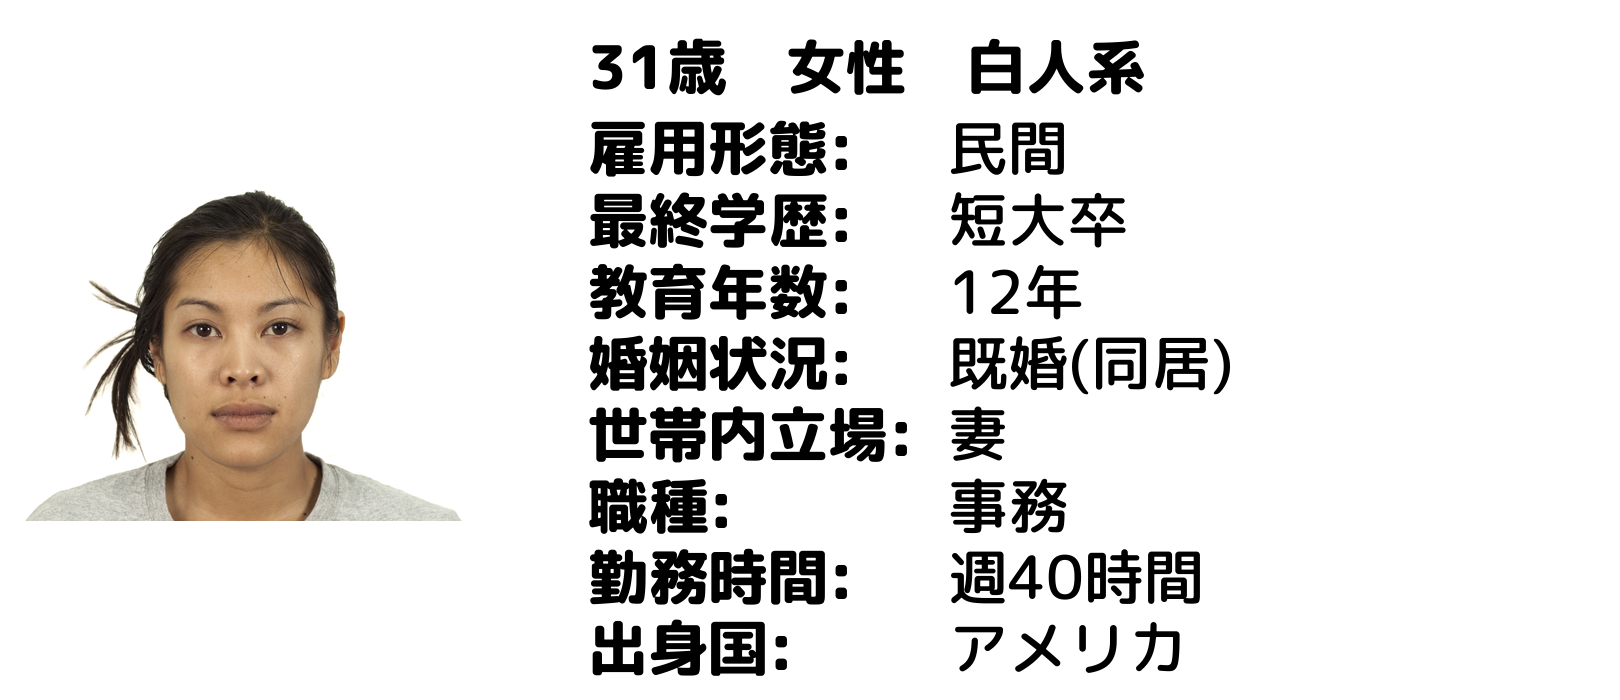 31歳　女性　白人系
雇用形態: 民間
最終学歴: 短大卒
教育年数: 12年
婚姻状況: 既婚(同居)
世帯内立場: 妻
職種: 事務
勤務時間: 週40時間
出身国: アメリカ